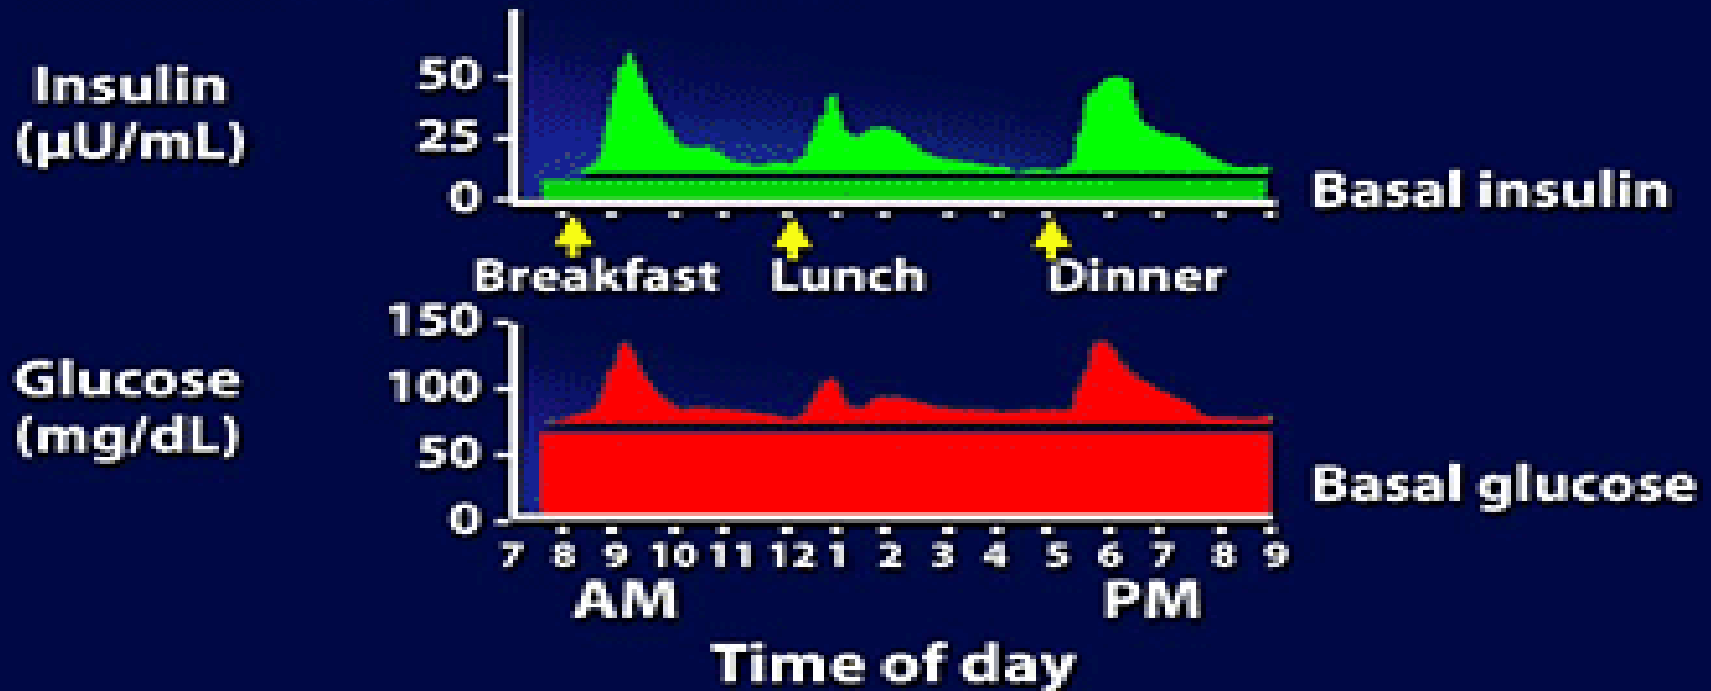 Insulin
(µU/mL)
50
25
0
Basal insulin
Breakfast Lunch Dinner
Glucose
(mg/dL)
150
100
50
0
Basal glucose
7 8 9 10 11 12 1 2 3 4 5 6 7 8 9
AM PM
Time of day